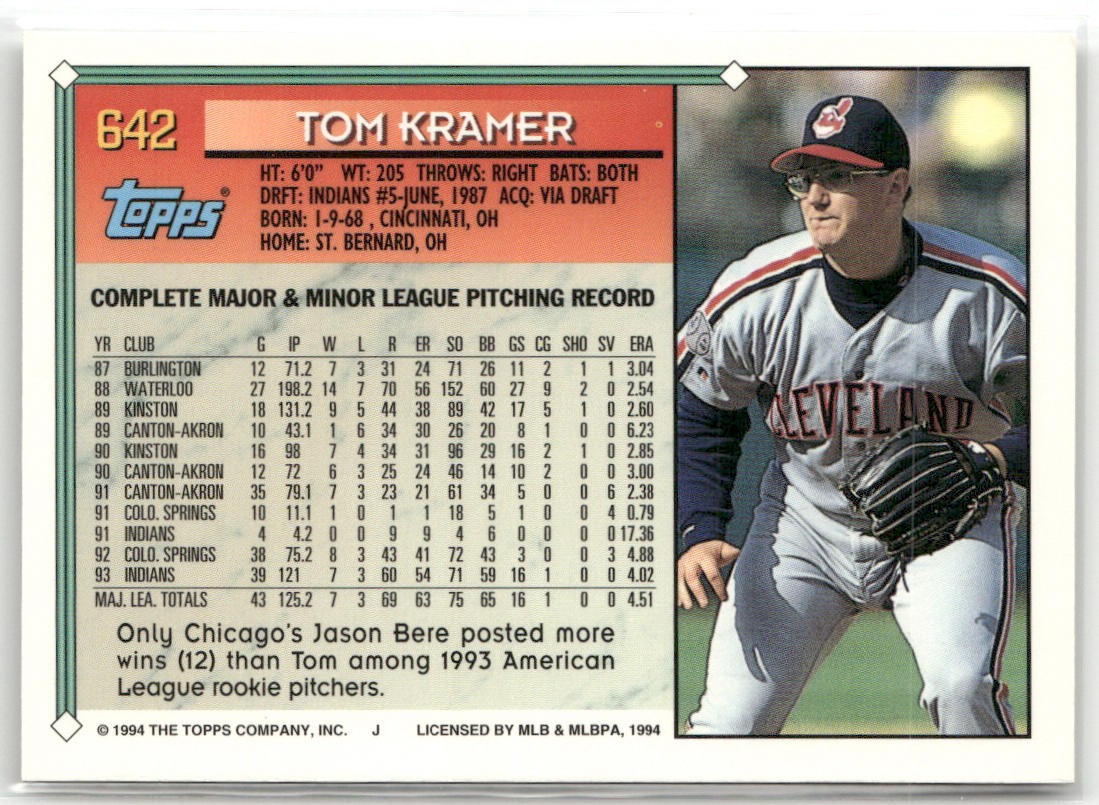 642
TOM KRAMER
Topps®
HT: 6'0" WT: 205 THROWS: RIGHT BATS: BOTH
DRFT: INDIANS #5-JUNE, 1987 ACQ: VIA DRAFT
BORN: 1-9-68 , CINCINNATI, OH
HOME: ST. BERNARD, OH
COMPLETE MAJOR & MINOR LEAGUE PITCHING RECORD
YR CLUB G IP W L R ER SO BB GS CG SHO SV ERA
87 BURLINGTON 12 71.2 7 3 31 24 71 26 11 2 1 1 3.04
88 WATERLOO 27 198.2 14 7 70 56 152 60 27 9 2 0 2.54
89 KINSTON 18 131.2 9 5 44 38 89 42 17 5 1 0 2.60
89 CANTON-AKRON 10 43.1 1 6 34 30 26 20 8 1 0 0 6.23
90 KINSTON 16 98 7 4 34 31 96 29 16 2 1 0 2.85
90 CANTON-AKRON 12 72 6 3 25 24 46 14 10 2 0 0 3.00
91 CANTON-AKRON 35 79.1 7 3 23 21 61 34 5 0 0 6 2.38
91 COLO. SPRINGS 10 11.1 1 0 1 1 18 5 1 0 0 4 0.79
91 INDIANS 4 4.2 0 0 9 9 4 6 0 0 0 0 17.36
92 COLO. SPRINGS 38 75.2 8 3 43 41 72 43 3 0 0 3 4.88
93 INDIANS 39 121 7 3 60 54 71 59 16 1 0 0 4.02
MAJ. LEA. TOTALS 43 125.2 7 3 69 63 75 65 16 1 0 0 4.51
Only Chicago's Jason Bere posted more
wins (12) than Tom among 1993 American
League rookie pitchers.
© 1994 THE TOPPS COMPANY, INC. J LICENSED BY MLB & MLBPA, 1994
CLEVELAND